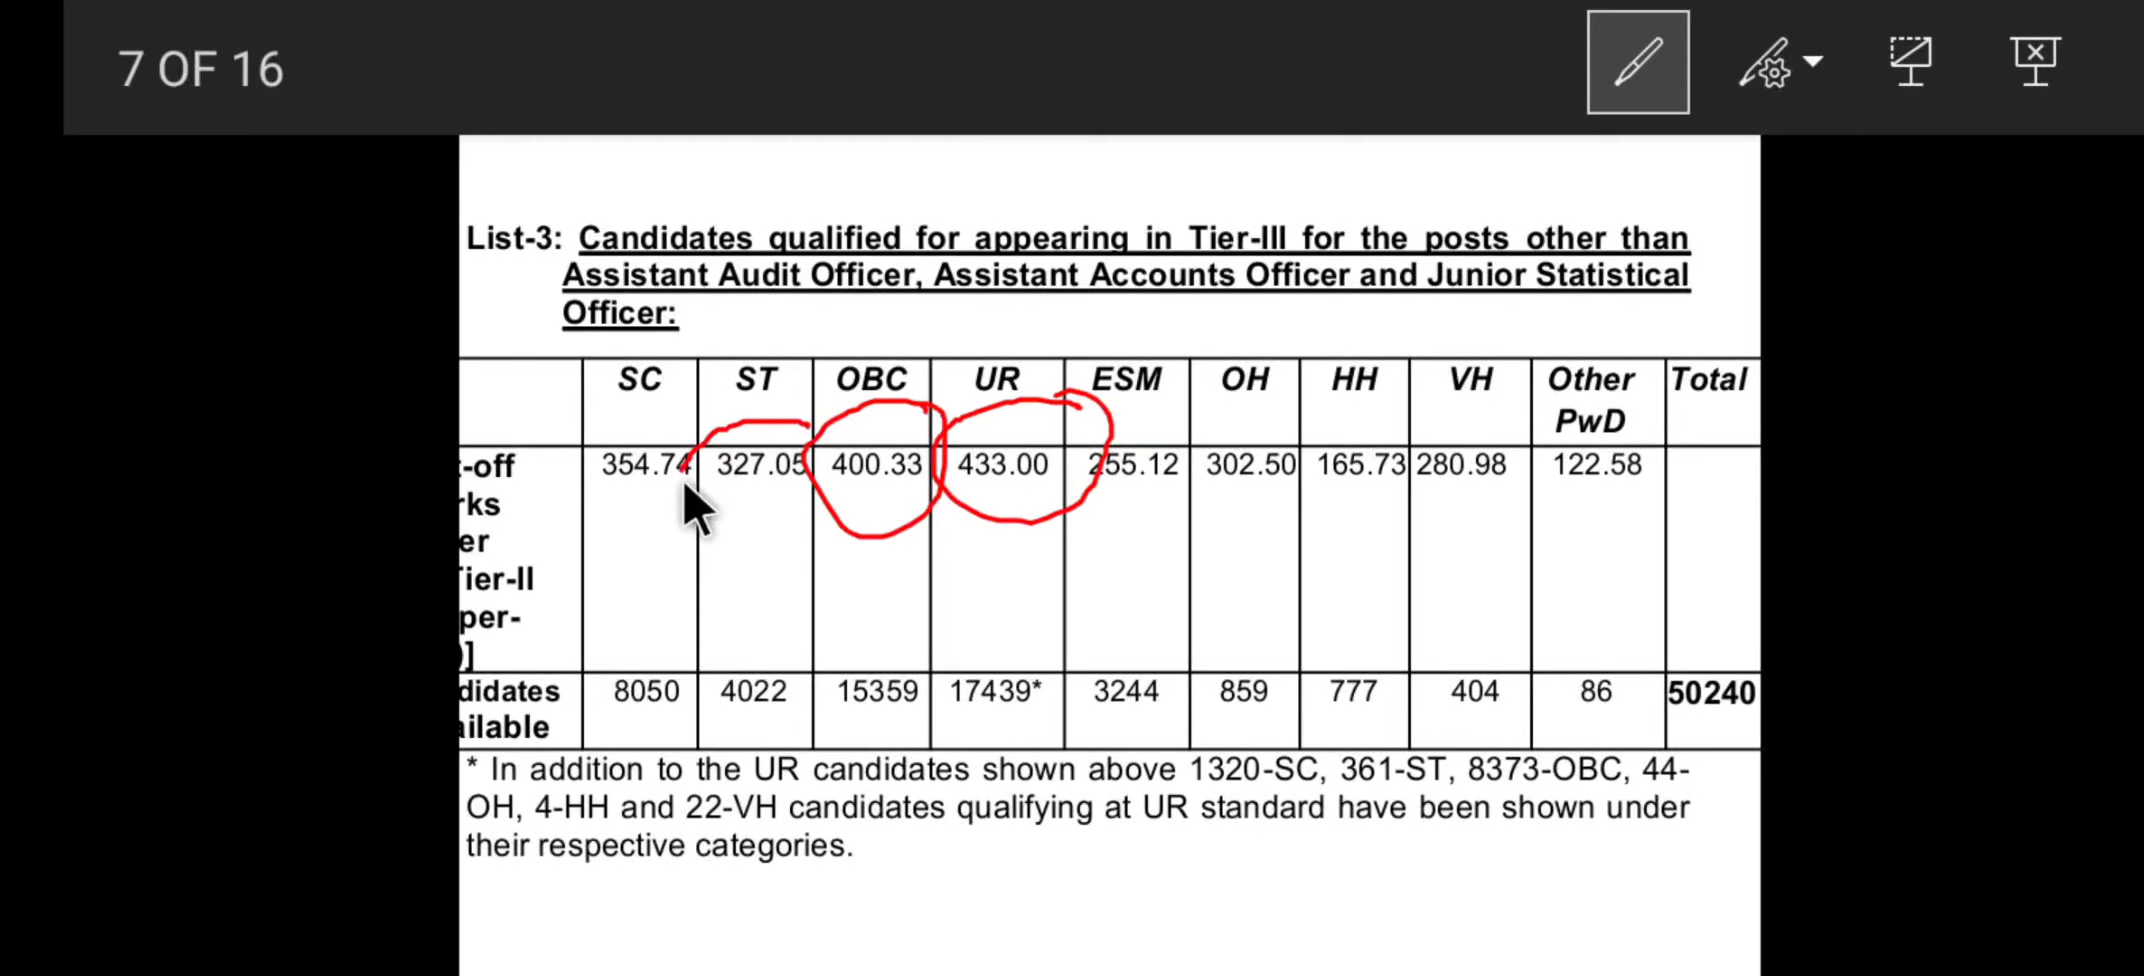 7 OF 16
List-3: Candidates qualified for appearing in Tier-III for the posts other than
Assistant Audit Officer, Assistant Accounts Officer and Junior Statistical
Officer:
SC ST OBC UR ESM OH HH VH Other PwD Total
-off 354.74 327.05 400.33 433.00 255.12 302.50 165.73 280.98 122.58
rks
er
Tier-II
per-
)]
didates 8050 4022 15359 17439* 3244 859 777 404 86 50240
ailable
* In addition to the UR candidates shown above 1320-SC, 361-ST, 8373-OBC, 44-
OH, 4-HH and 22-VH candidates qualifying at UR standard have been shown under
their respective categories.